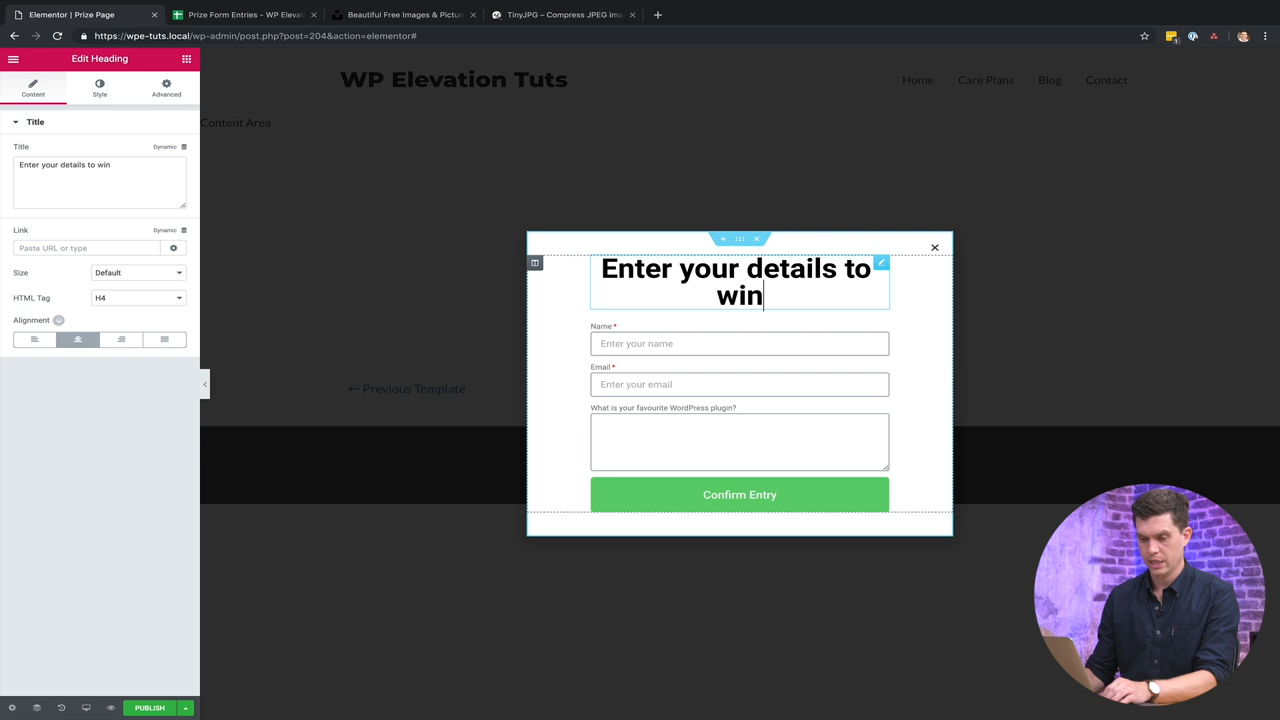 Elementor | Prize Page
Prize Form Entries - WP Elevat
Beautiful Free Images & Pictur
TinyJPG – Compress JPEG ima
https://wpe-tuts.local/wp-admin/post.php?post=204&action=elementor#
Edit Heading
Content
Style
Advanced
Title
Title
Dynamic
Enter your details to win
Link
Dynamic
Paste URL or type
Size
Default
HTML Tag
H4
Alignment
PUBLISH
WP Elevation Tuts
Home
Care Plans
Blog
Contact
Content Area
← Previous Template
Enter your details to
win
Name*
Enter your name
Email*
Enter your email
What is your favourite WordPress plugin?
Confirm Entry